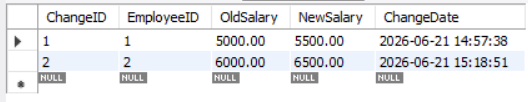 ChangeID EmployeeID OldSalary NewSalary ChangeDate
1 1 5000.00 5500.00 2026-06-21 14:57:38
2 2 6000.00 6500.00 2026-06-21 15:18:51
NULL NULL NULL NULL NULL